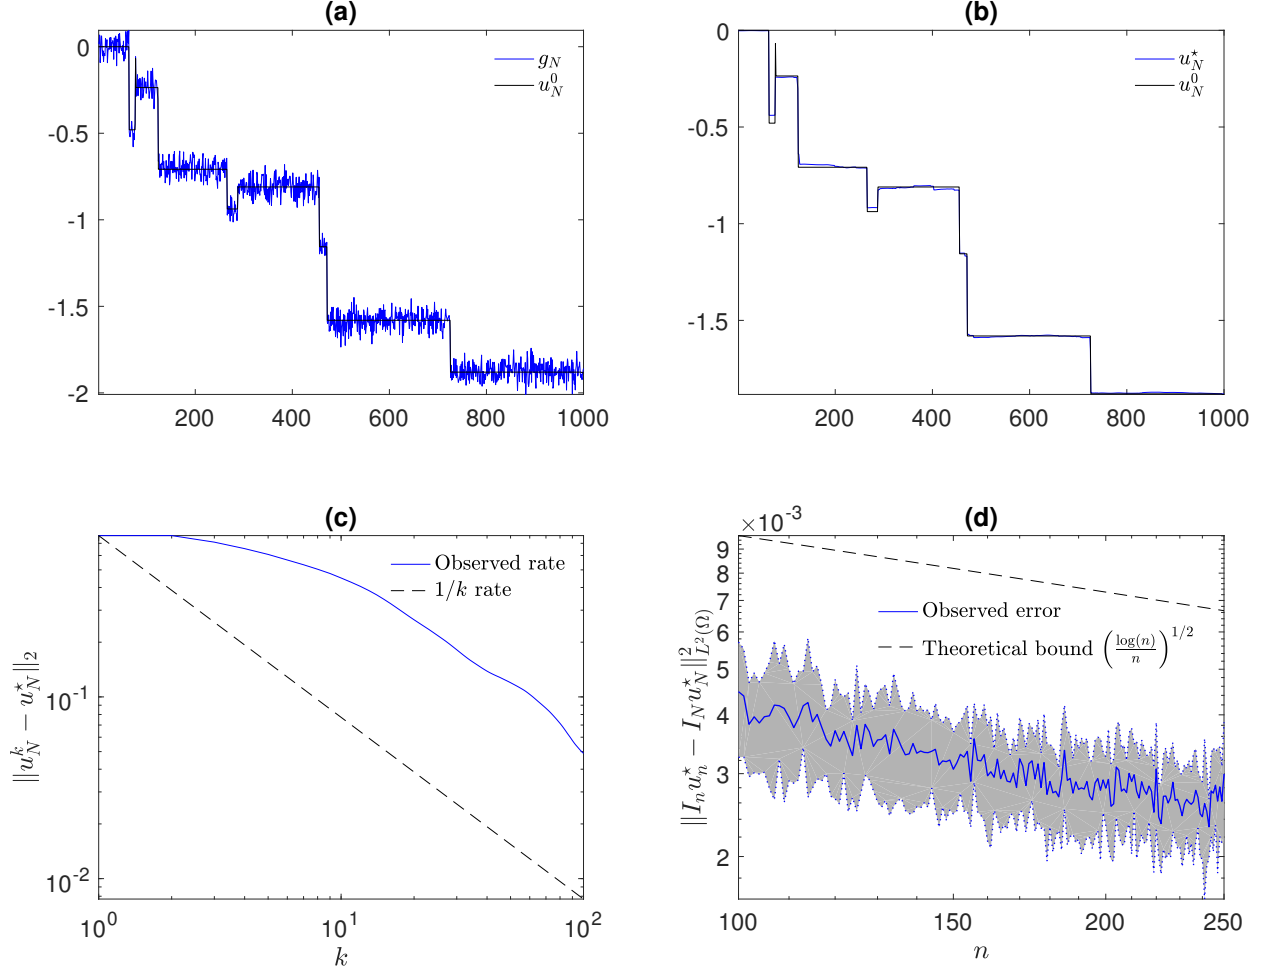 (a)
0
-0.5
-1
-1.5
-2
200 400 600 800 1000
g_N
u_N^0
(b)
0
-0.5
-1
-1.5
200 400 600 800 1000
u_N^⋆
u_N^0
(c)
||u_N^k − u_N^⋆||_2
10^{-1}
10^{-2}
10^0 10^1 10^2
k
Observed rate
1/k rate
(d)
×10^{-3}
||I_n u_n^⋆ − I_N u_N^⋆||^2_{L^2(Ω)}
9
8
7
6
5
4
3
2
100 150 200 250
n
Observed error
Theoretical bound (log(n)/n)^{1/2}